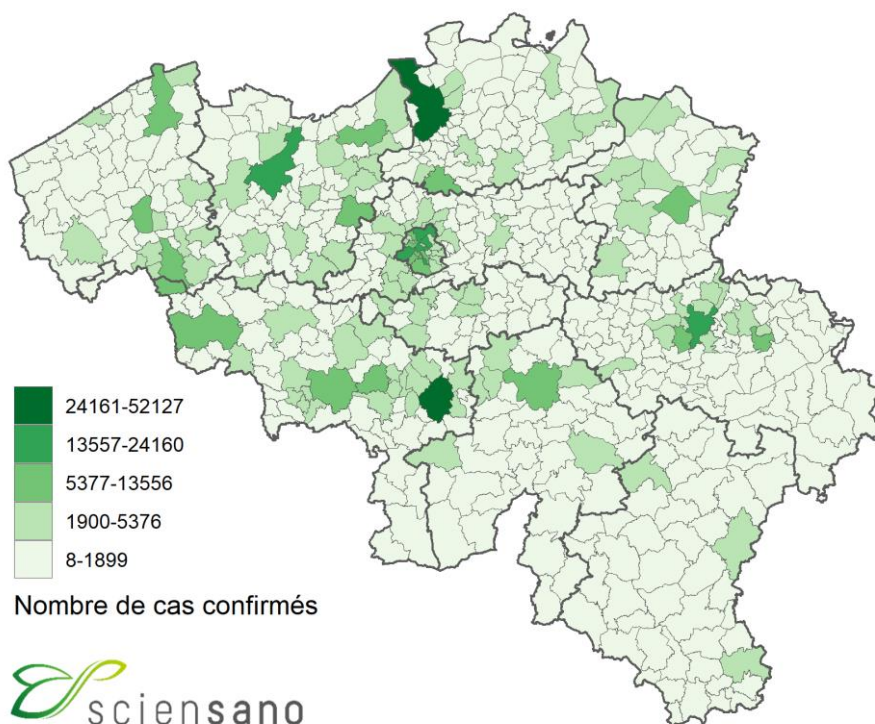 24161-52127
13557-24160
5377-13556
1900-5376
8-1899
Nombre de cas confirmés
sciensano